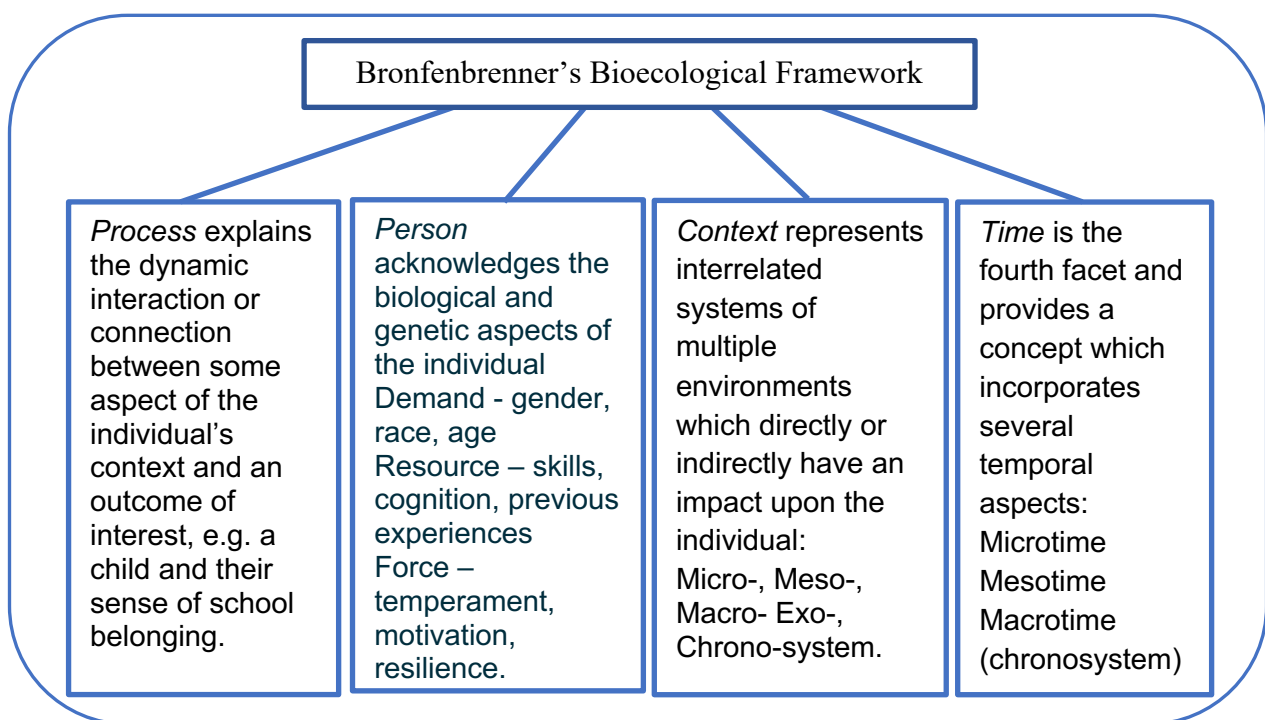 Bronfenbrenner’s Bioecological Framework
Process explains
the dynamic
interaction or
connection
between some
aspect of the
individual’s
context and an
outcome of
interest, e.g. a
child and their
sense of school
belonging.
Person
acknowledges the
biological and
genetic aspects of
the individual
Demand - gender,
race, age
Resource – skills,
cognition, previous
experiences
Force –
temperament,
motivation,
resilience.
Context represents
interrelated
systems of
multiple
environments
which directly or
indirectly have an
impact upon the
individual:
Micro-, Meso-,
Macro- Exo-,
Chrono-system.
Time is the
fourth facet and
provides a
concept which
incorporates
several
temporal
aspects:
Microtime
Mesotime
Macrotime
(chronosystem)